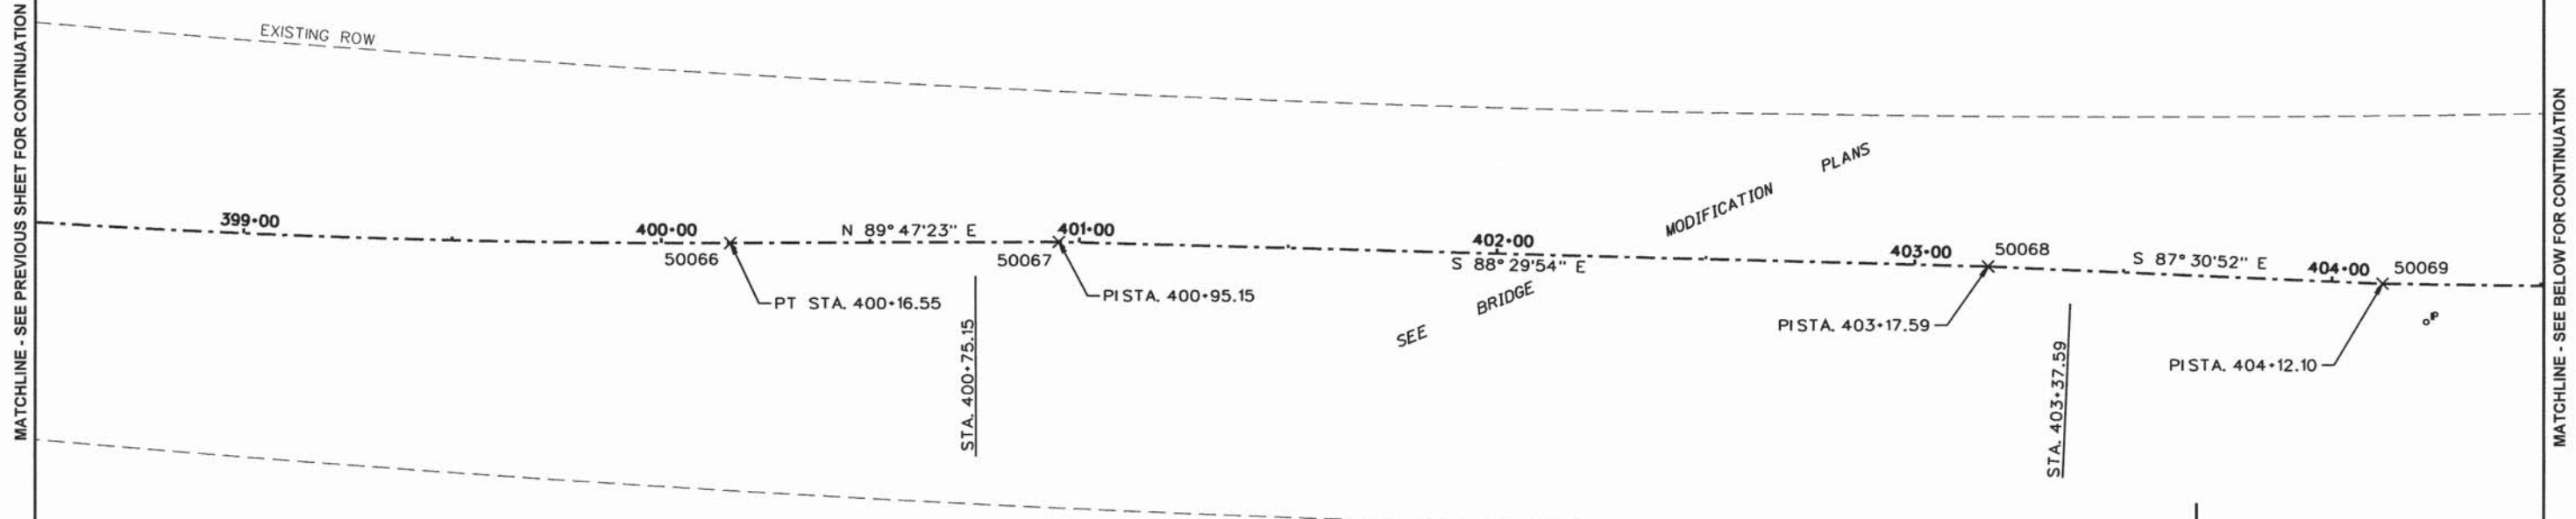 MATCHLINE - SEE PREVIOUS SHEET FOR CONTINUATION
EXISTING ROW
399+00
400+00
N 89°47'23" E
401+00
402+00
S 88°29'54" E
403+00
50068
S 87°30'52" E
404+00
50069
50066
50067
PT STA. 400+16.55
PI STA. 400+95.15
STA. 400+75.15
SEE BRIDGE MODIFICATION PLANS
PI STA. 403+17.59
STA. 403+37.59
PI STA. 404+12.10
IP
MATCHLINE - SEE BELOW FOR CONTINUATION